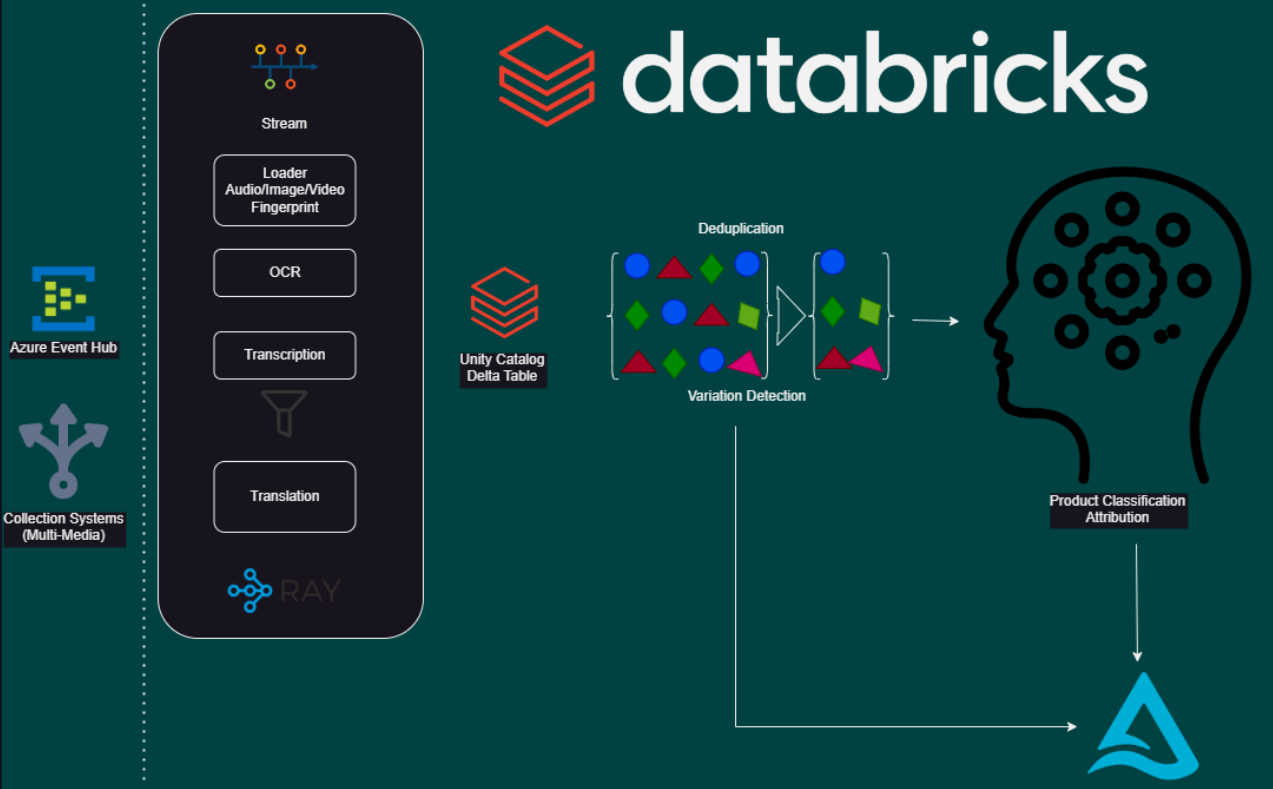 databricks
Stream
Loader
Audio/Image/Video
Fingerprint
OCR
Transcription
Translation
RAY
Azure Event Hub
Collection Systems
(Multi-Media)
Unity Catalog
Delta Table
Deduplication
Variation Detection
Product Classification
Attribution